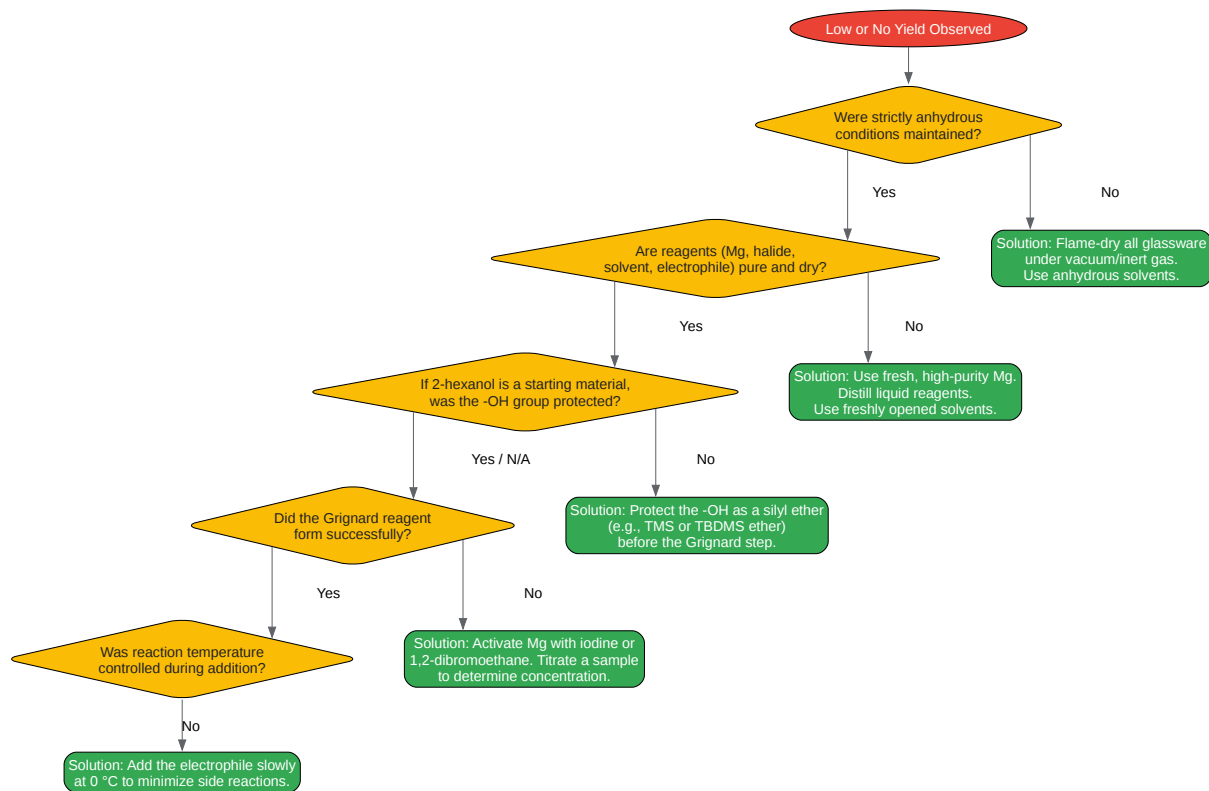 Low or No Yield Observed
Were strictly anhydrous
conditions maintained?
Yes
No
Are reagents (Mg, halide,
solvent, electrophile) pure and dry?
Solution: Flame-dry all glassware
under vacuum/inert gas.
Use anhydrous solvents.
Yes
No
If 2-hexanol is a starting material,
was the -OH group protected?
Solution: Use fresh, high-purity Mg.
Distill liquid reagents.
Use freshly opened solvents.
Yes / N/A
No
Did the Grignard reagent
form successfully?
Solution: Protect the -OH as a silyl ether
(e.g., TMS or TBDMS ether)
before the Grignard step.
Yes
No
Was reaction temperature
controlled during addition?
Solution: Activate Mg with iodine or
1,2-dibromoethane. Titrate a sample
to determine concentration.
No
Solution: Add the electrophile slowly
at 0 °C to minimize side reactions.